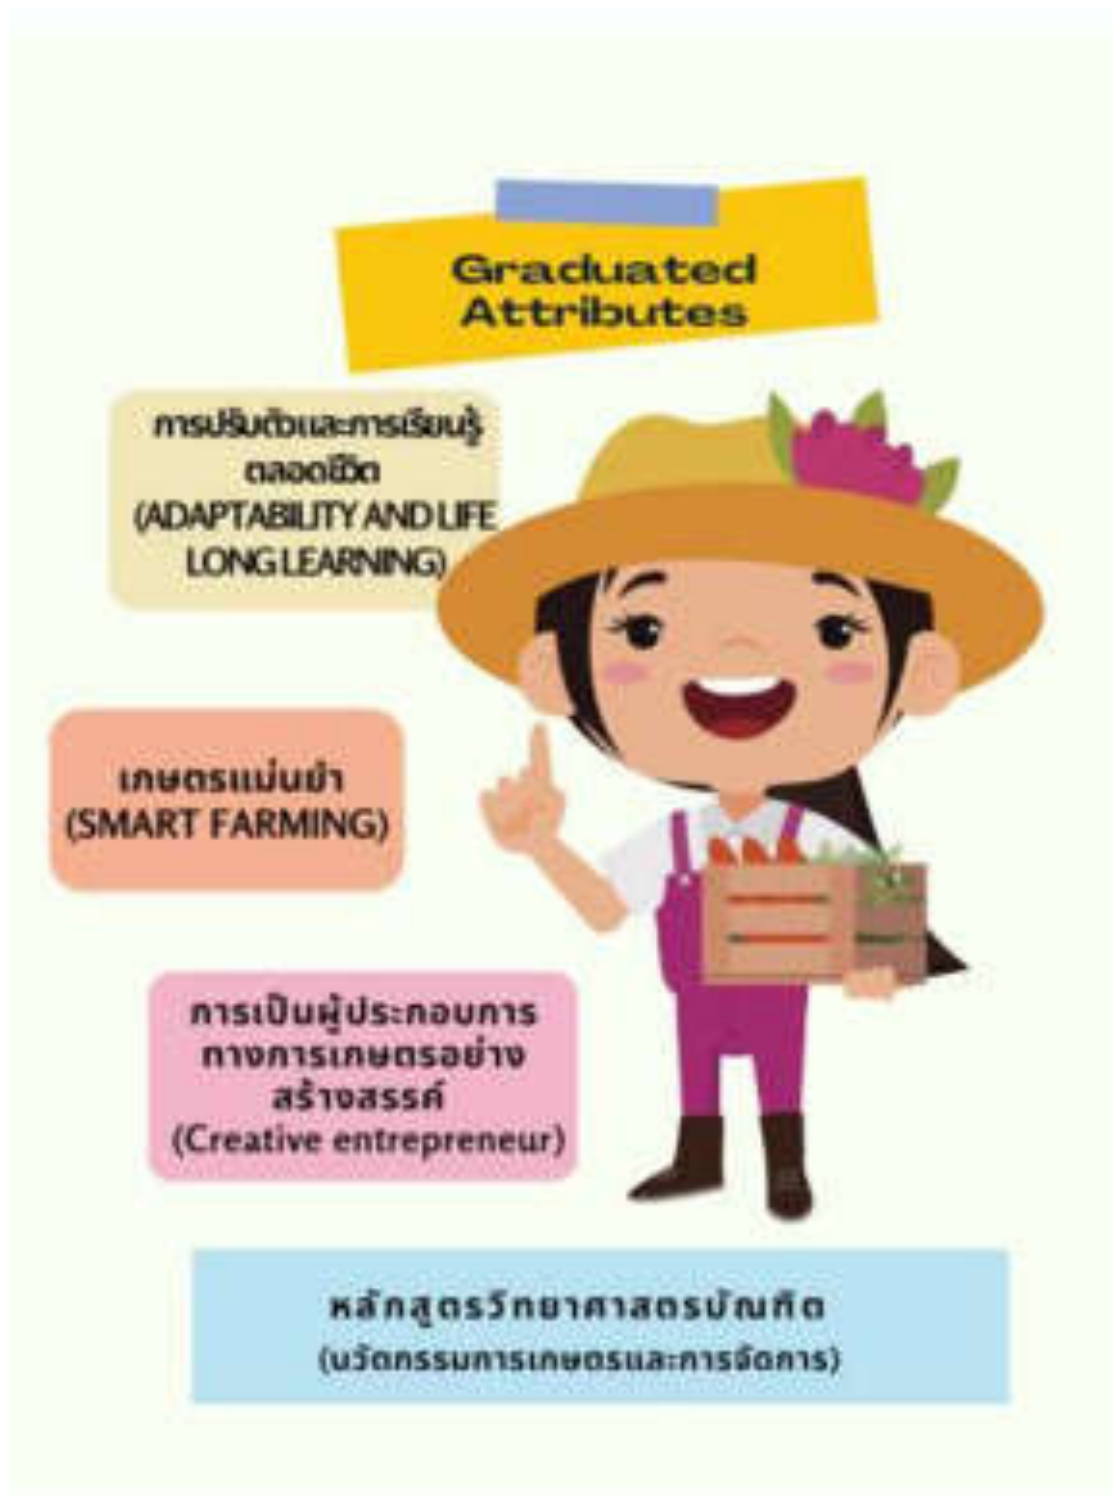 Graduated
Attributes
การปรับตัวและการเรียนรู้
ตลอดชีวิต
(ADAPTABILITY AND LIFE
LONG LEARNING)
เกษตรแม่นยำ
(SMART FARMING)
การเป็นผู้ประกอบการ
ทางการเกษตรอย่าง
สร้างสรรค์
(Creative entrepreneur)
หลักสูตรวิทยาศาสตรบัณฑิต
(นวัตกรรมการเกษตรและการจัดการ)